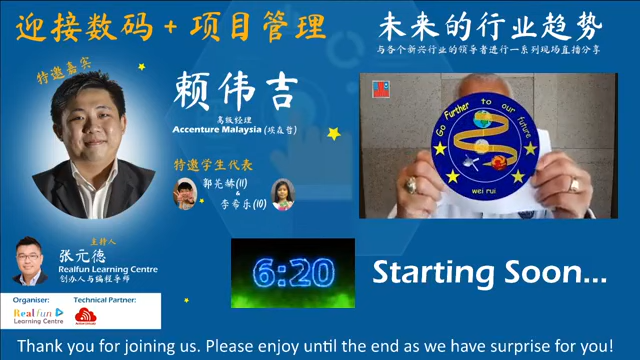 迎接数码 + 项目管理
未来的行业趋势
与各个新兴行业的领导者进行一系列现场直播分享
特邀嘉宾
赖伟吉
高级经理
Accenture Malaysia (埃森哲)
特邀学生代表
郭芫赫(11)
&
李希乐(10)
主持人
张元德
Realfun Learning Centre
创办人与编程导师
Go Further to our future
wei rui
6:20
Starting Soon...
Organiser:
Technical Partner:
Realfun
Learning Centre
Thank you for joining us. Please enjoy until the end as we have surprise for you!